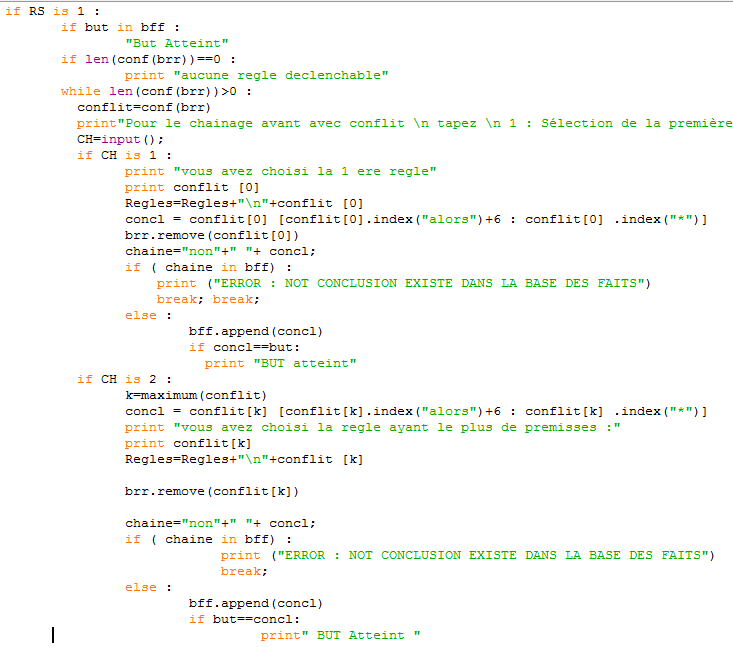 if RS is 1 :
if but in bff :
"But Atteint"
if len(conf(brr))==0 :
print "aucune regle declenchable"
while len(conf(brr))>0 :
conflit=conf(brr)
print"Pour le chainage avant avec conflit \n tapez \n 1 : Sélection de la première
CH=input();
if CH is 1 :
print "vous avez choisi la 1 ere regle"
print conflit [0]
Regles=Regles+"\n"+conflit [0]
concl = conflit[0] [conflit[0].index("alors")+6 : conflit[0] .index("*")]
brr.remove(conflit[0])
chaine="non"+" "+ concl;
if ( chaine in bff) :
print ("ERROR : NOT CONCLUSION EXISTE DANS LA BASE DES FAITS")
break; break;
else :
bff.append(concl)
if concl==but:
print "BUT atteint"
if CH is 2 :
k=maximum(conflit)
concl = conflit[k] [conflit[k].index("alors")+6 : conflit[k] .index("*")]
print "vous avez choisi la regle ayant le plus de premisses :"
print conflit[k]
Regles=Regles+"\n"+conflit [k]
brr.remove(conflit[k])
chaine="non"+" "+ concl;
if ( chaine in bff) :
print ("ERROR : NOT CONCLUSION EXISTE DANS LA BASE DES FAITS")
break;
else :
bff.append(concl)
if but==concl:
print" BUT Atteint "